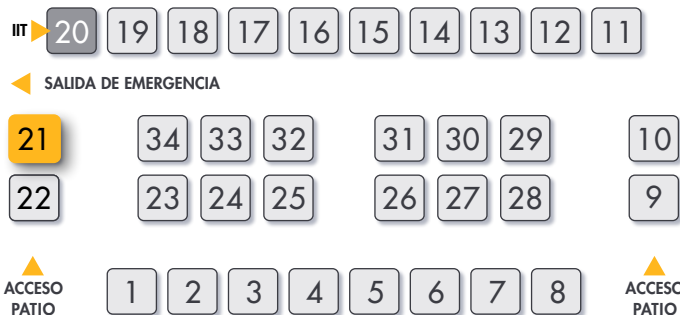 IIT 20 19 18 17 16 15 14 13 12 11
SALIDA DE EMERGENCIA
21 34 33 32 31 30 29 10
22 23 24 25 26 27 28 9
ACCESO PATIO 1 2 3 4 5 6 7 8 ACCESO PATIO